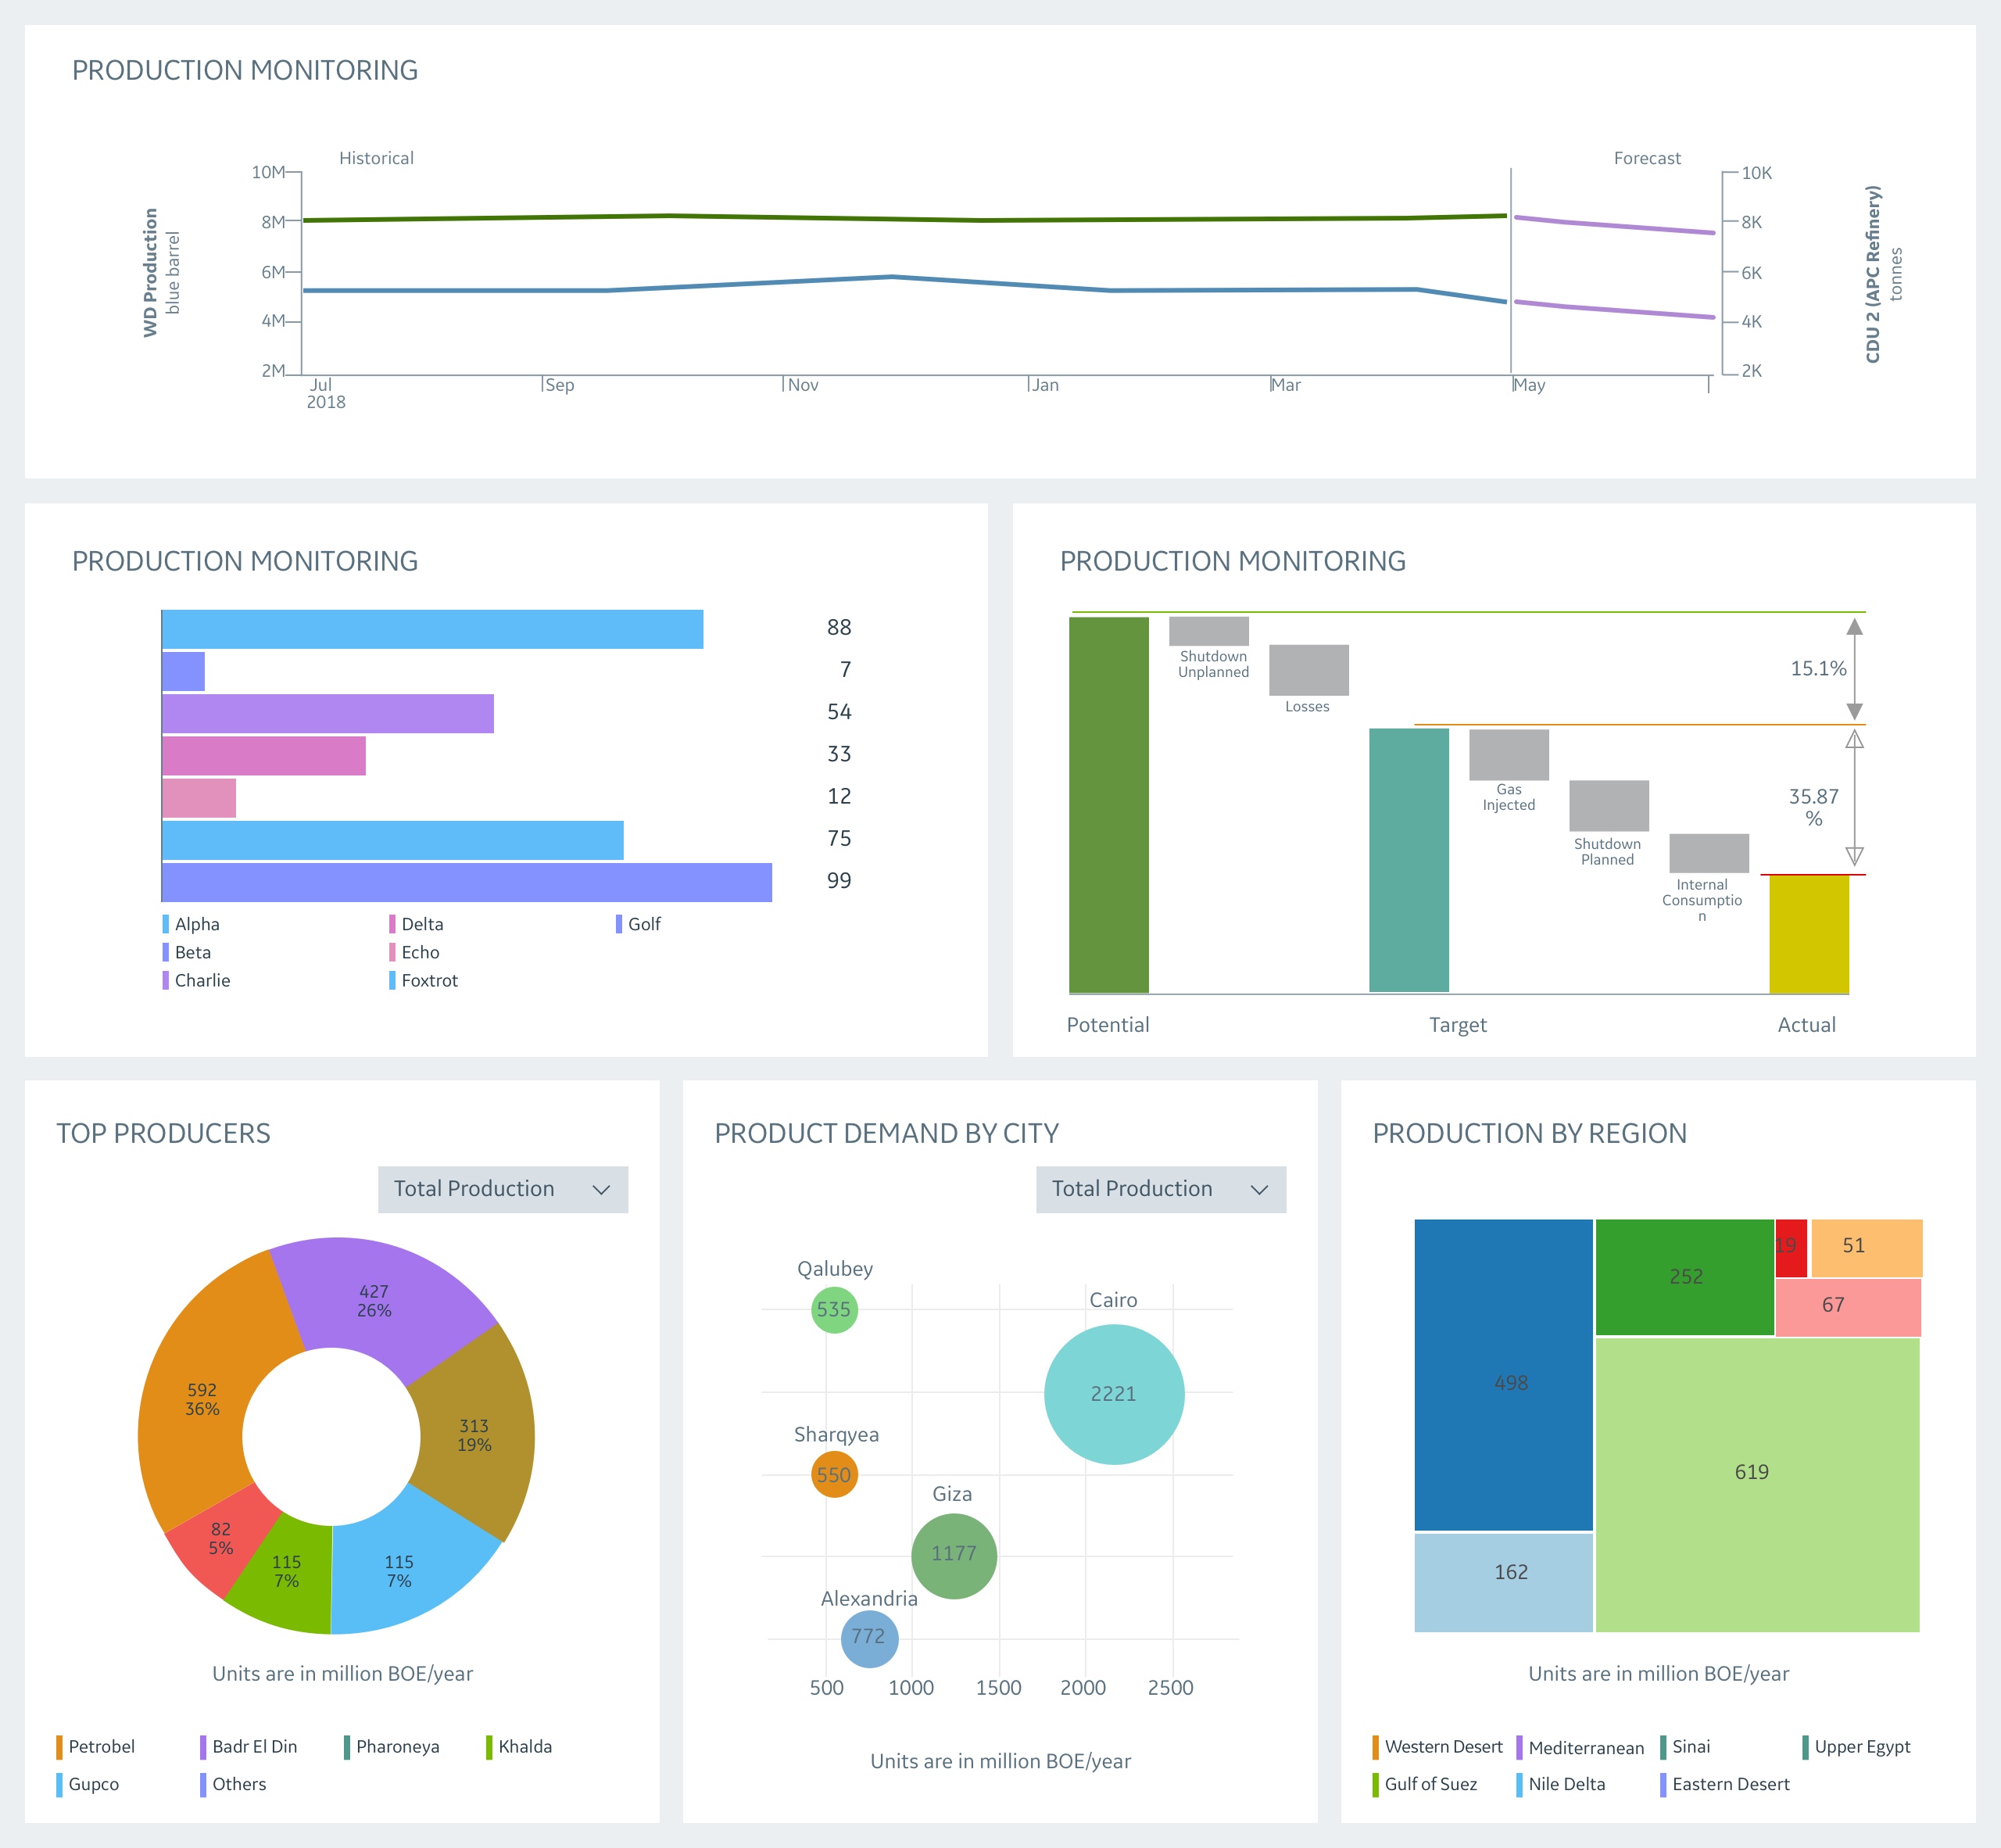 PRODUCTION MONITORING
Historical
Forecast
WD Production
blue barrel
10M
8M
6M
4M
2M
10K
8K
6K
4K
2K
CDU 2 (APC Refinery)
tonnes
Jul
2018
Sep
Nov
Jan
Mar
May
PRODUCTION MONITORING
88
7
54
33
12
75
99
Alpha
Delta
Golf
Beta
Echo
Charlie
Foxtrot
PRODUCTION MONITORING
Shutdown
Unplanned
Losses
15.1%
Gas
Injected
Shutdown
Planned
Internal
Consumptio
n
35.87
%
Potential
Target
Actual
TOP PRODUCERS
Total Production
427
26%
592
36%
313
19%
82
5%
115
7%
115
7%
Units are in million BOE/year
Petrobel
Badr El Din
Pharoneya
Khalda
Gupco
Others
PRODUCT DEMAND BY CITY
Total Production
Qalubey
535
Cairo
2221
Sharqyea
550
Giza
1177
Alexandria
772
500
1000
1500
2000
2500
Units are in million BOE/year
PRODUCTION BY REGION
19
51
252
67
498
619
162
Units are in million BOE/year
Western Desert
Mediterranean
Sinai
Upper Egypt
Gulf of Suez
Nile Delta
Eastern Desert